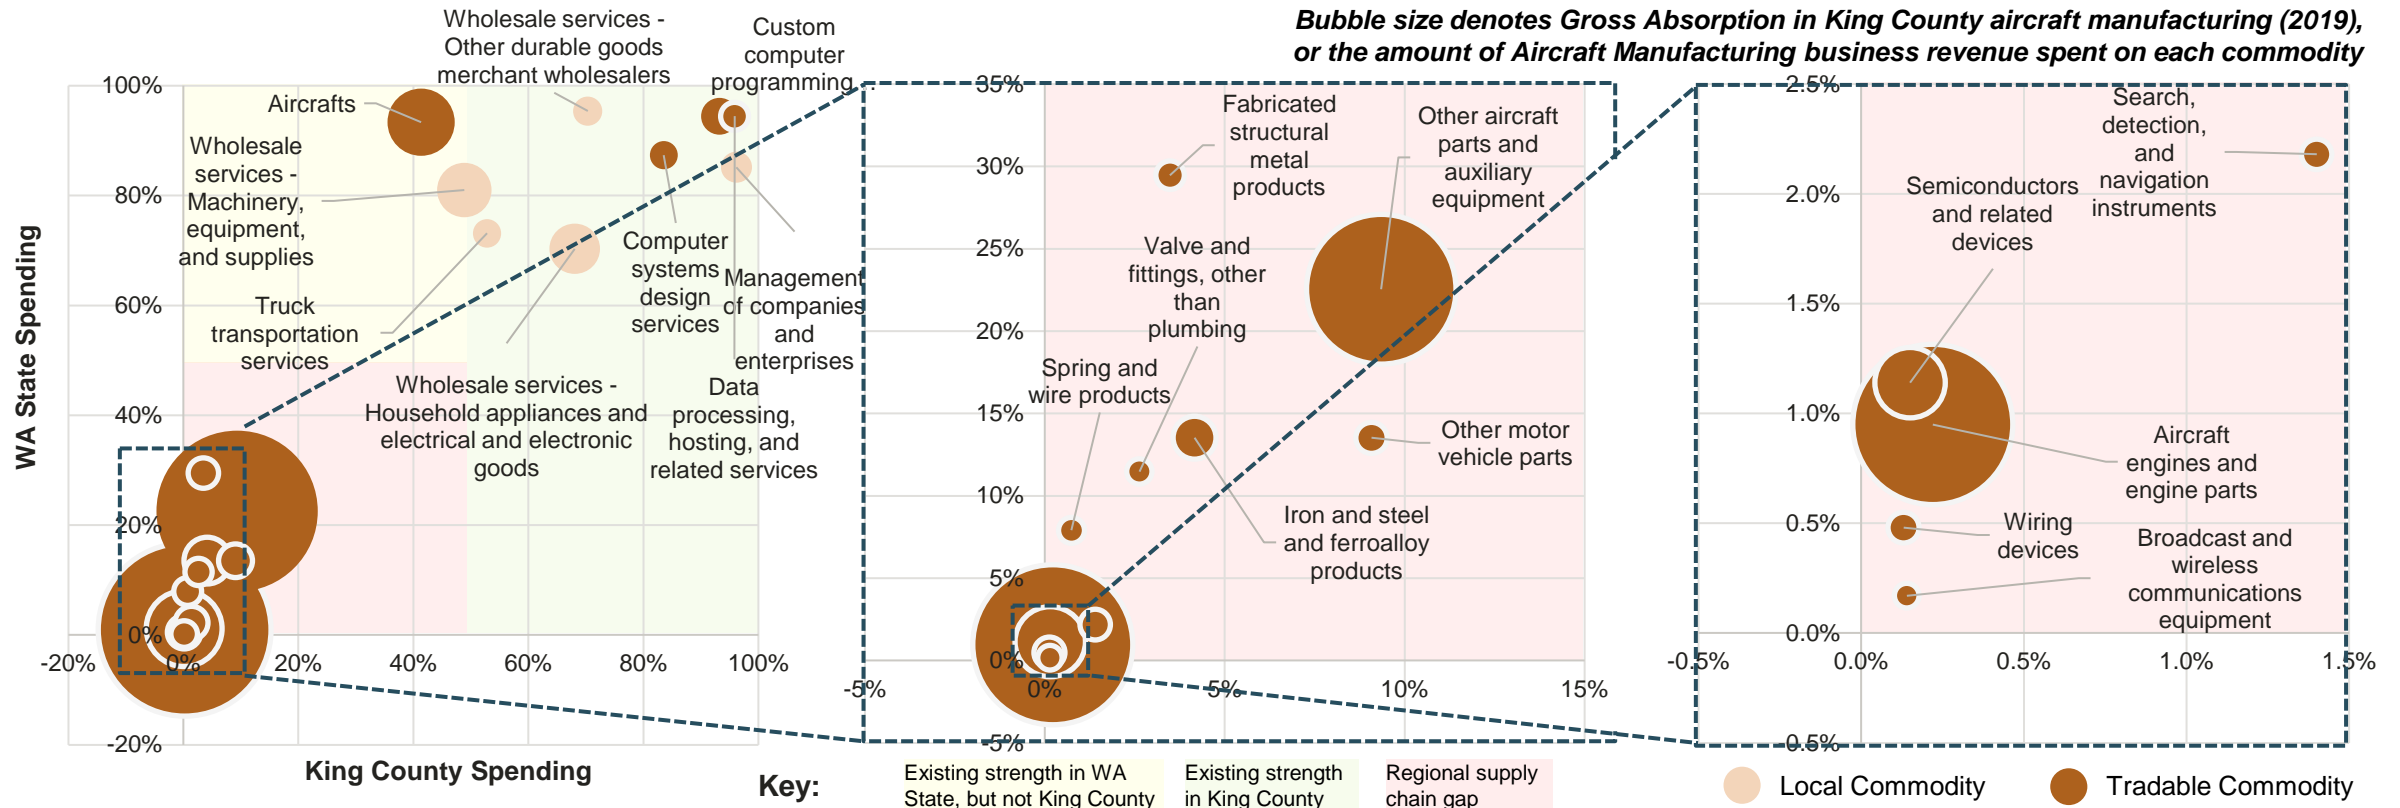 Bubble size denotes Gross Absorption in King County aircraft manufacturing (2019),
or the amount of Aircraft Manufacturing business revenue spent on each commodity
WA State Spending
100%
80%
60%
40%
20%
0%
-20%
-20%
0%
20%
40%
60%
80%
100%
King County Spending
Aircrafts
Wholesale services -
Other durable goods
merchant wholesalers
Custom
computer
programming...
Wholesale
services -
Machinery,
equipment,
and supplies
Truck
transportation
services
Wholesale services -
Household appliances and
electrical and electronic
goods
Computer
systems
design
services
Management
of companies
and
enterprises
Data
processing,
hosting, and
related services
35%
30%
25%
20%
15%
10%
5%
0%
-5%
-5%
0%
5%
10%
15%
Fabricated
structural
metal
products
Other aircraft
parts and
auxiliary
equipment
Valve and
fittings, other
than
plumbing
Spring and
wire products
Other motor
vehicle parts
Iron and steel
and ferroalloy
products
2.5%
2.0%
1.5%
1.0%
0.5%
0.0%
-0.5%
-0.5%
0.0%
0.5%
1.0%
1.5%
Search,
detection,
and
navigation
instruments
Semiconductors
and related
devices
Aircraft
engines and
engine parts
Wiring
devices
Broadcast and
wireless
communications
equipment
Key:
Existing strength in WA
State, but not King County
Existing strength
in King County
Regional supply
chain gap
Local Commodity
Tradable Commodity